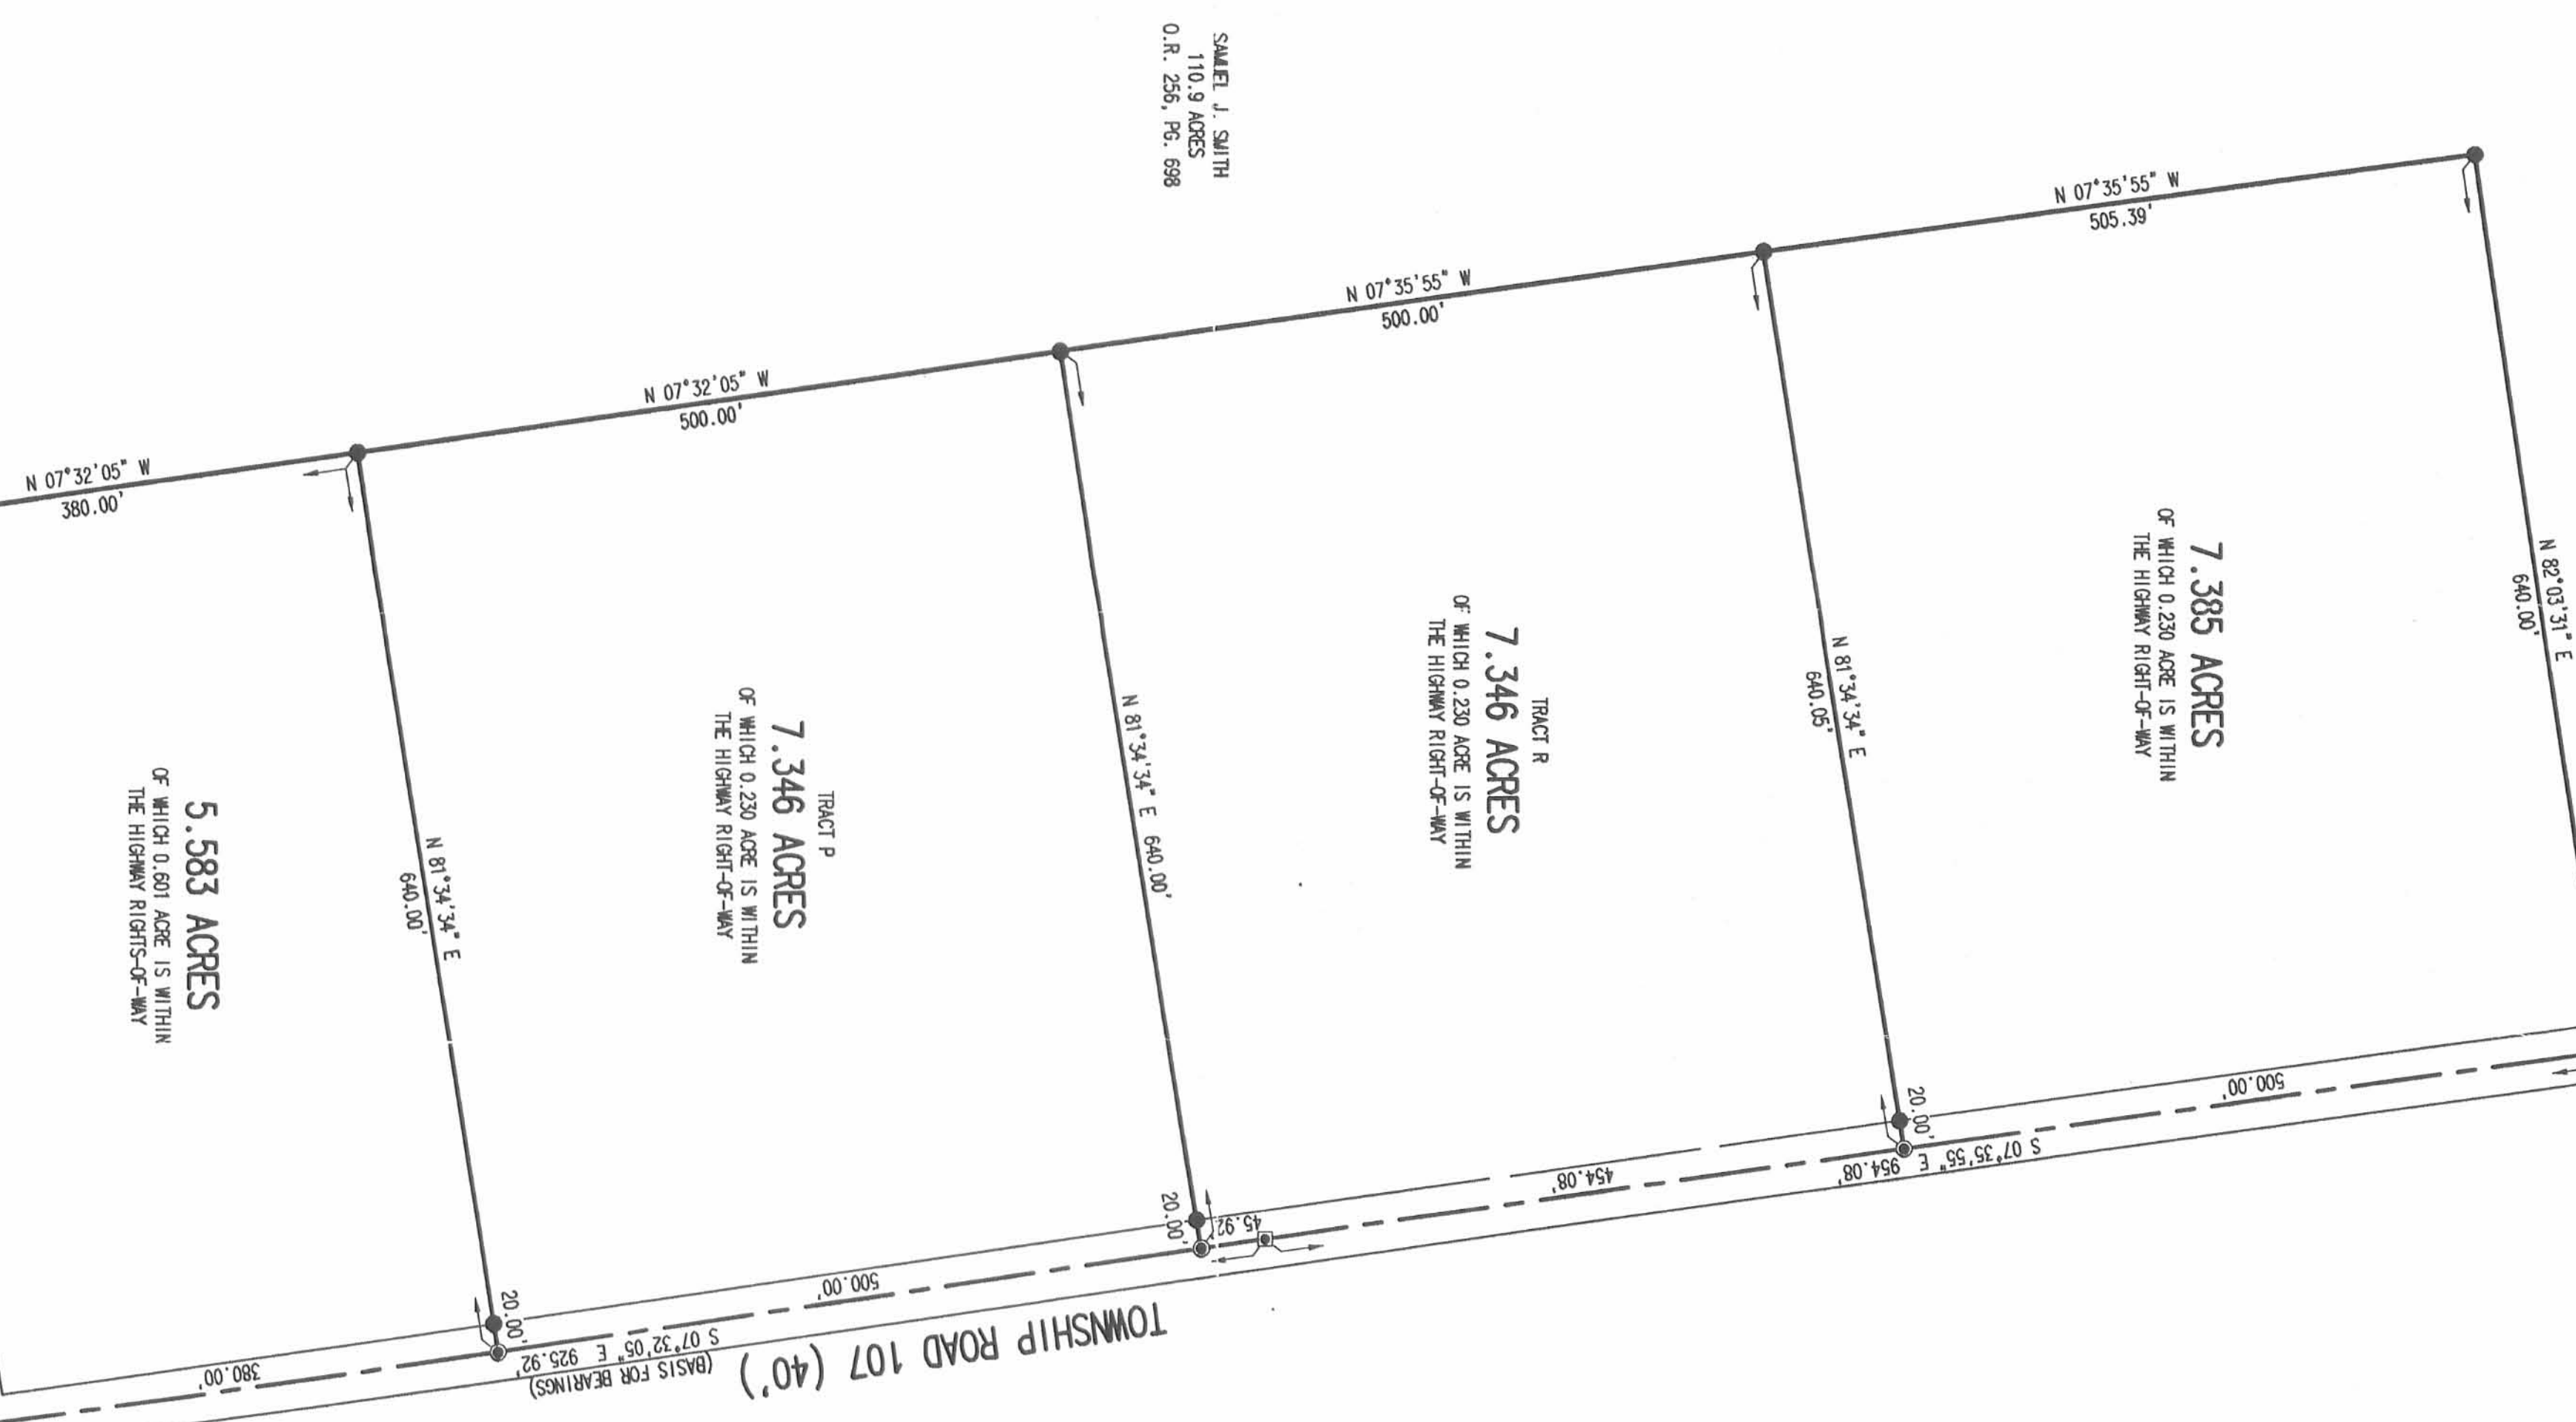 SAMUEL J. SMITH
110.9 ACRES
O.R. 256, PG. 698
N 07°32'05" W
380.00'
N 07°32'05" W
500.00'
N 07°35'55" W
500.00'
N 07°35'55" W
505.39'
5.583 ACRES
OF WHICH 0.601 ACRE IS WITHIN
THE HIGHWAY RIGHTS-OF-WAY
N 81°34'34" E
640.00'
TRACT P
7.346 ACRES
OF WHICH 0.230 ACRE IS WITHIN
THE HIGHWAY RIGHT-OF-WAY
N 81°34'34" E 640.00'
TRACT R
7.346 ACRES
OF WHICH 0.230 ACRE IS WITHIN
THE HIGHWAY RIGHT-OF-WAY
N 81°34'34" E
640.05'
7.385 ACRES
OF WHICH 0.230 ACRE IS WITHIN
THE HIGHWAY RIGHT-OF-WAY
N 82°03'31" E
640.00'
380.00'
20.00'
500.00'
20.00'
45.92'
454.08'
20.00'
500.00'
S 07°32'05" E 925.92'
(BASIS FOR BEARINGS)
S 07°35'55" E 954.08'
TOWNSHIP ROAD 107 (40')